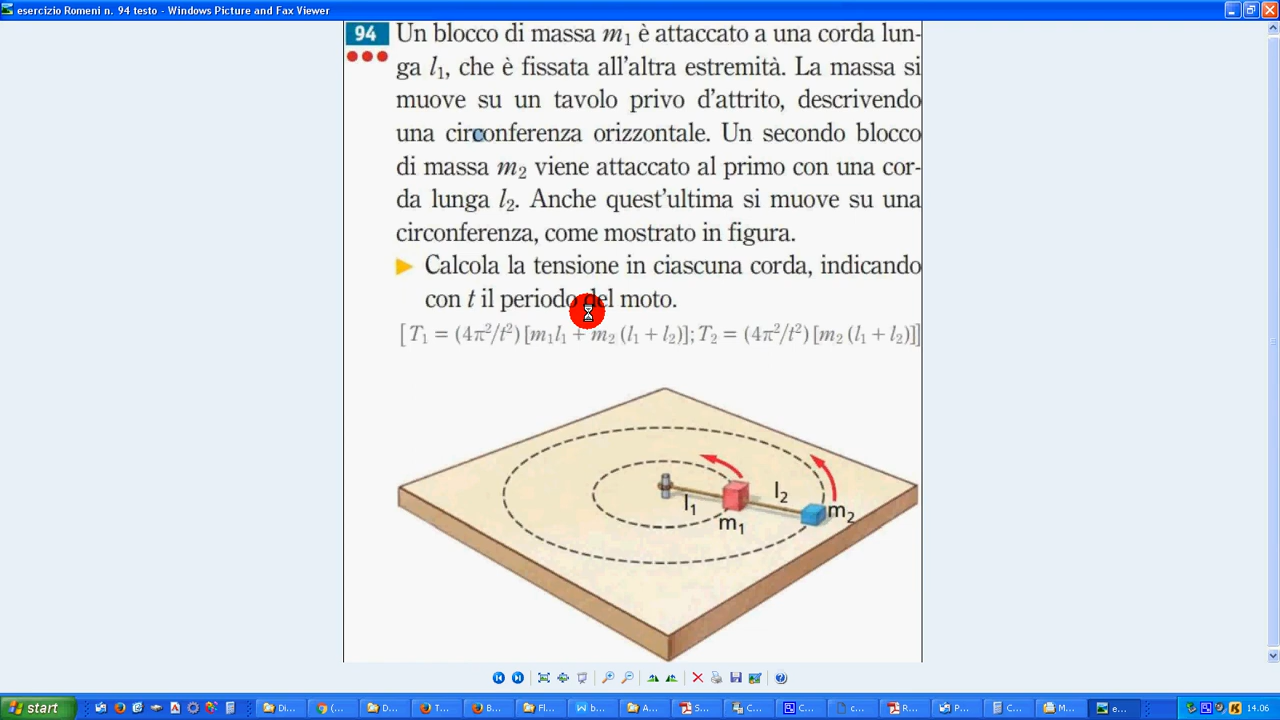 esercizio Romeni n. 94 testo - Windows Picture and Fax Viewer
94 Un blocco di massa m₁ è attaccato a una corda lun-
ga l₁, che è fissata all'altra estremità. La massa si
muove su un tavolo privo d'attrito, descrivendo
una circonferenza orizzontale. Un secondo blocco
di massa m₂ viene attaccato al primo con una cor-
da lunga l₂. Anche quest'ultima si muove su una
circonferenza, come mostrato in figura.
Calcola la tensione in ciascuna corda, indicando
con t il periodo del moto.
[T₁ = (4π²/t²)[m₁l₁ + m₂(l₁ + l₂)]; T₂ = (4π²/t²)[m₂(l₁ + l₂)]]
l₁
m₁
l₂
m₂
start
Di...
(...
D...
T...
B...
Fl...
b...
A...
S...
C...
C...
c...
R...
P...
C...
M...
e...
14.06